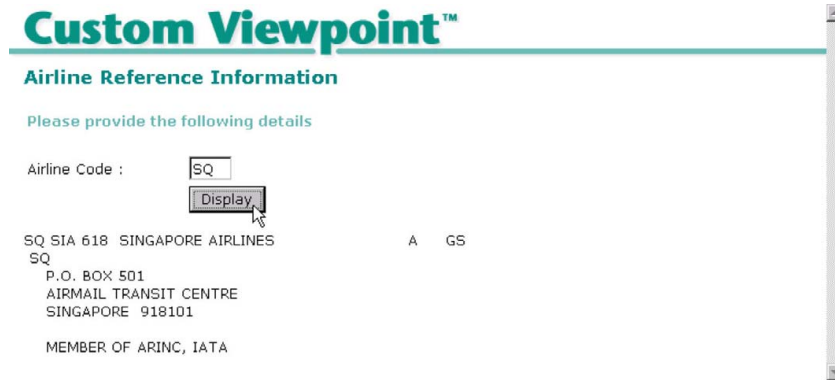 Custom Viewpoint™
Airline Reference Information
Please provide the following details
Airline Code : SQ
Display
SQ SIA 618 SINGAPORE AIRLINES A GS
SQ
P.O. BOX 501
AIRMAIL TRANSIT CENTRE
SINGAPORE 918101
MEMBER OF ARINC, IATA